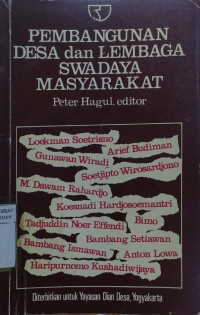 PEMBANGUNAN
DESA dan LEMBAGA
SWADAYA
MASYARAKAT
Peter Hagul, editor
Loekman Soetrisno
Arief Budiman
Gunawan Wiradi
Soetjipto Wirosardjono
M. Dawam Rahardjo
Koesnadi Hardjosoemantri
Tadjuddin Noer Effendi
Bimo
Bambang Setiawan
Bambang Ismawan
Anton Lowa
Haripurnomo Kushadiwijaya
Diterbitkan untuk Yayasan Dian Desa, Yogyakarta